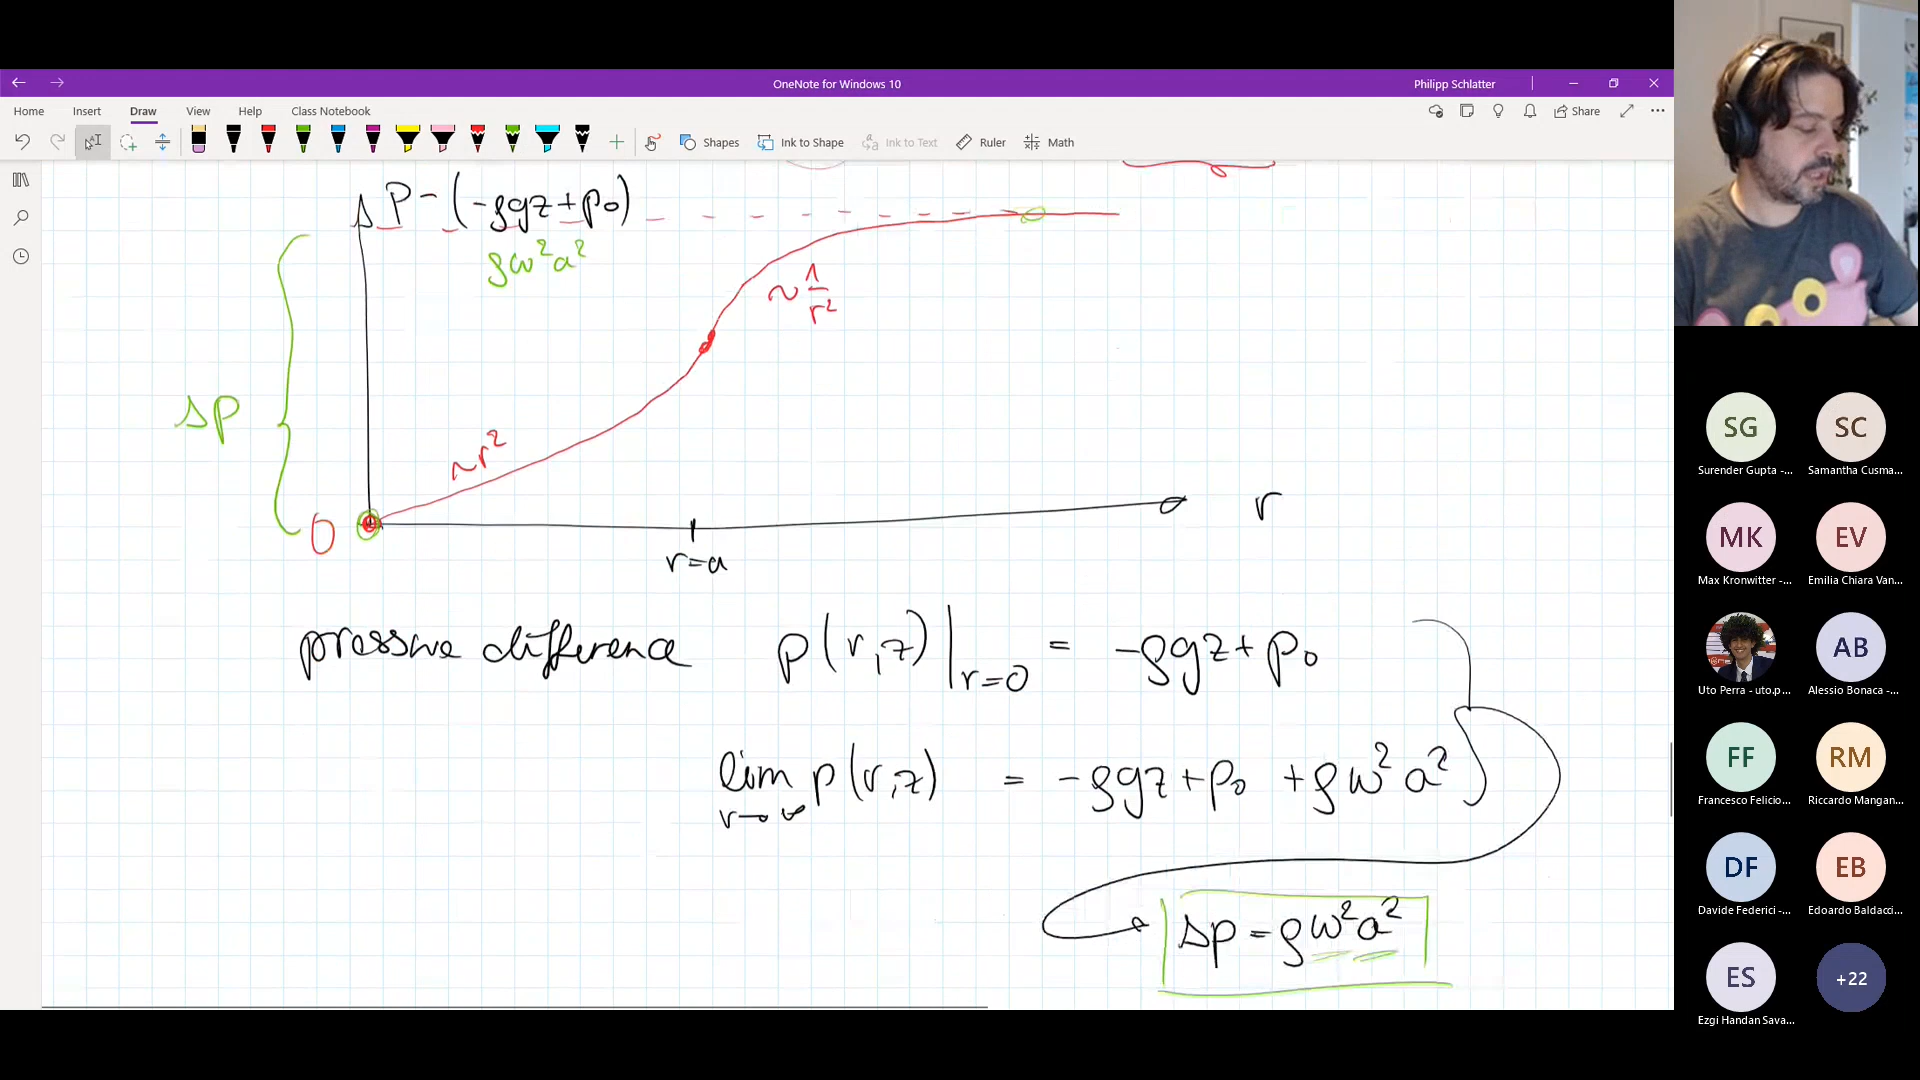 OneNote for Windows 10
Philipp Schlatter
Home Insert Draw View Help Class Notebook
Share
Shapes Ink to Shape Ink to Text Ruler Math
P-(-ρgz+p₀)
ρω²a²
~1/r²
Δp
~r²
0
r
r=a
pressure difference p(r,z)|r=0 = -ρgz+p₀
lim r→∞ p(r,z) = -ρgz+p₀ +ρω²a²
Δp=ρω²a²
SG
SC
Surender Gupta -...
Samantha Cusma...
MK
EV
Max Kronwitter -...
Emilia Chiara Van...
AB
Uto Perra - uto.p...
Alessio Bonaca -...
FF
RM
Francesco Felicio...
Riccardo Mangan...
DF
EB
Davide Federici -...
Edoardo Baldacci...
ES
+22
Ezgi Handan Sava...